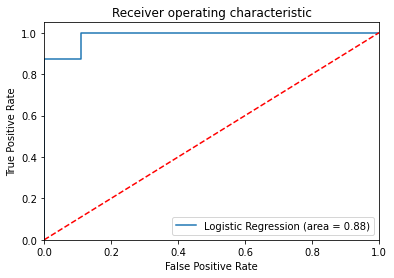 Receiver operating characteristic
1.0
0.8
0.6
0.4
0.2
0.0
True Positive Rate
Logistic Regression (area = 0.88)
0.0 0.2 0.4 0.6 0.8 1.0
False Positive Rate